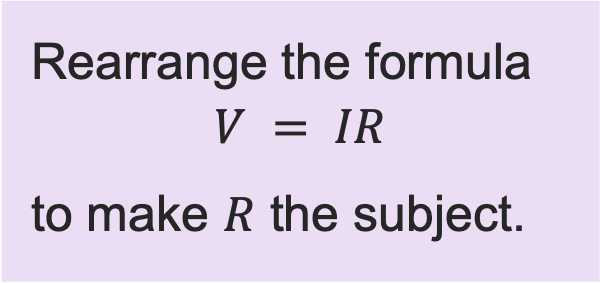 Rearrange the formula
V = IR
to make R the subject.